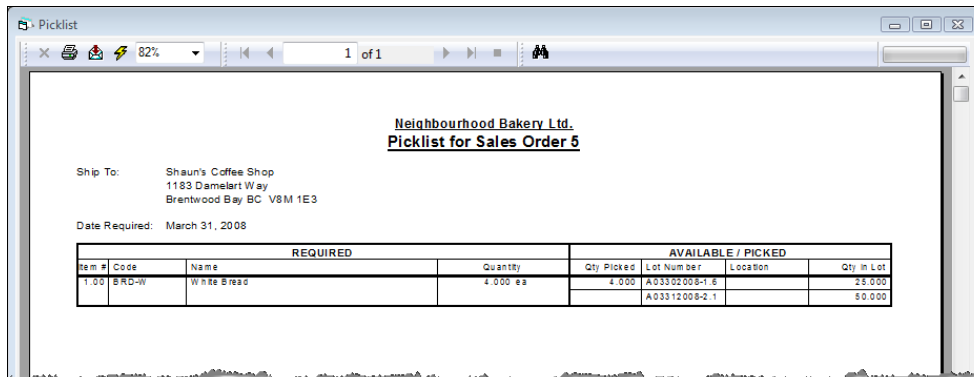 Picklist
82%
1 of 1
Neighbourhood Bakery Ltd.
Picklist for Sales Order 5
Ship To: Shaun's Coffee Shop
1183 Damelart Way
Brentwood Bay BC V8M 1E3
Date Required: March 31, 2008
REQUIRED AVAILABLE / PICKED
Item # Code Name Quantity Qty Picked Lot Number Location Qty In Lot
1.00 BRD-W White Bread 4.000 ea 4.000 A03302008-1.6 25.000
A03312008-2.1 50.000